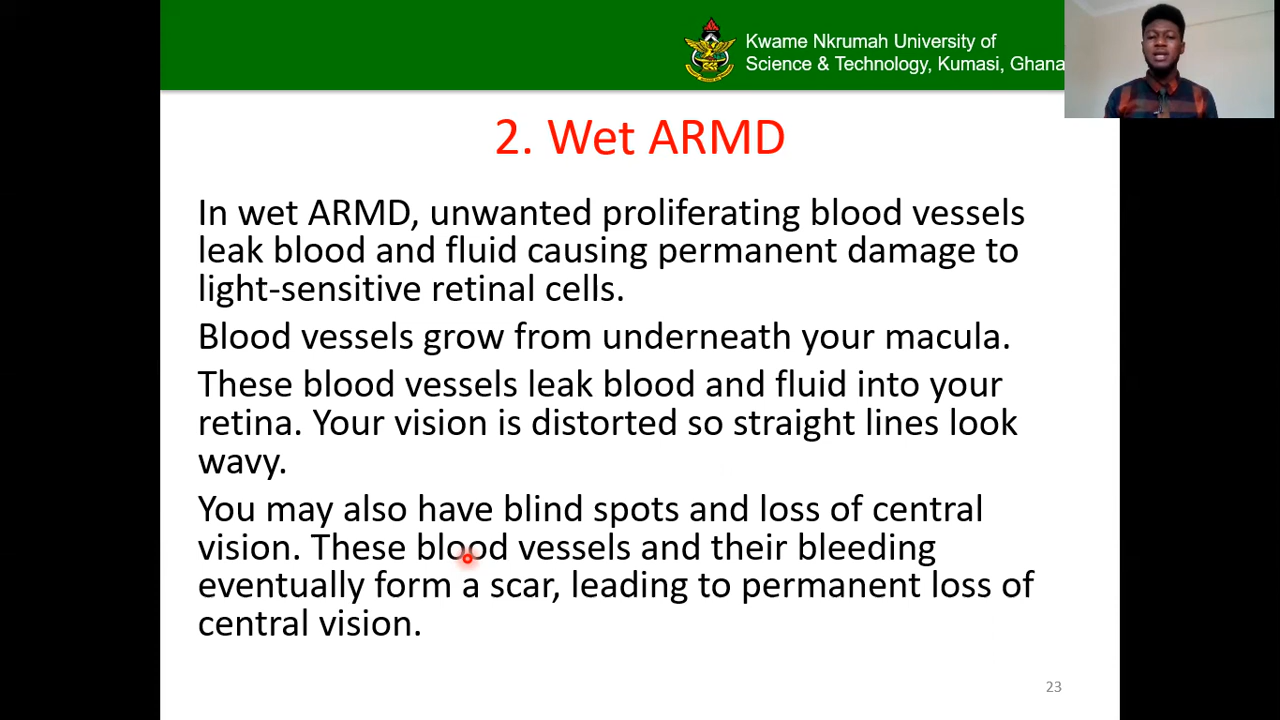 Kwame Nkrumah University of
Science & Technology, Kumasi, Ghana
2. Wet ARMD
In wet ARMD, unwanted proliferating blood vessels
leak blood and fluid causing permanent damage to
light-sensitive retinal cells.
Blood vessels grow from underneath your macula.
These blood vessels leak blood and fluid into your
retina. Your vision is distorted so straight lines look
wavy.
You may also have blind spots and loss of central
vision. These blood vessels and their bleeding
eventually form a scar, leading to permanent loss of
central vision.
23